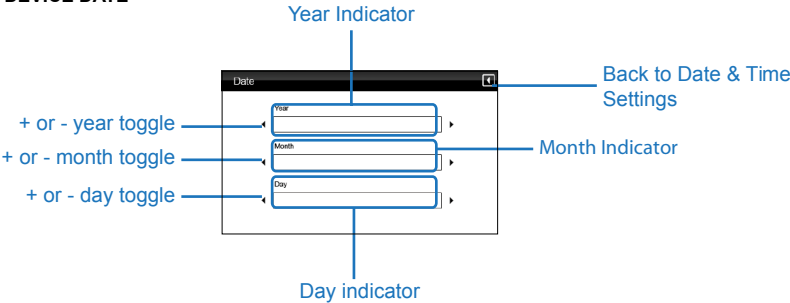 DEVICE DATE
Year Indicator
Date
Back to Date & Time
Settings
Year
+ or - year toggle
Month
Month Indicator
+ or - month toggle
Day
+ or - day toggle
Day indicator